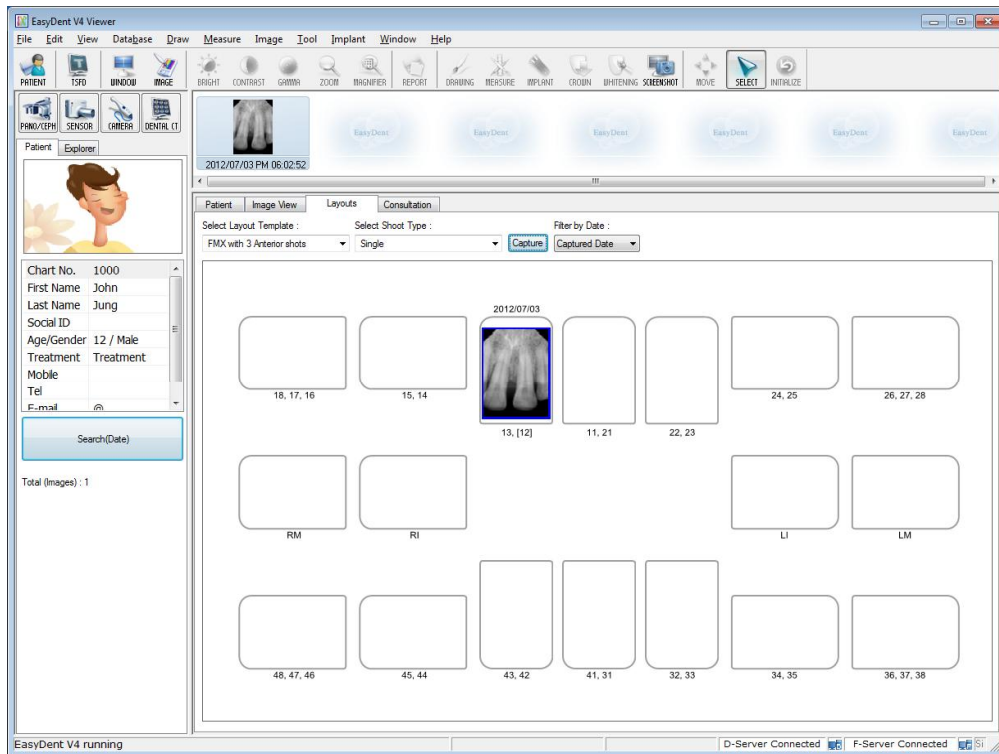 EasyDent V4 Viewer
File Edit View Database Draw Measure Image Tool Implant Window Help
PATIENT TSFD WINDOW IMAGE BRIGHT CONTRAST GAMMA ZOOM MAGNIFIER REPORT DRAWING MEASURE IMPLANT CROWN WHITENING SCREENSHOT MOVE SELECT INITIALIZE
PANO/CEPH SENSOR CAMERA DENTAL CT
EasyDent EasyDent EasyDent EasyDent EasyDent EasyDent
2012/07/03 PM 06:02:52
Patient Explorer
Chart No. 1000
First Name John
Last Name Jung
Social ID
Age/Gender 12 / Male
Treatment Treatment
Mobile
Tel
E-mail @
Search(Date)
Total (Images) : 1
Patient Image View Layouts Consultation
Select Layout Template : Select Shoot Type : Filter by Date :
FMX with 3 Anterior shots Single Capture Captured Date
2012/07/03
18, 17, 16 15, 14 24, 25 26, 27, 28
13, [12] 11, 21 22, 23
RM RI LI LM
48, 47, 46 45, 44 43, 42 41, 31 32, 33 34, 35 36, 37, 38
EasyDent V4 running D-Server Connected F-Server Connected Si